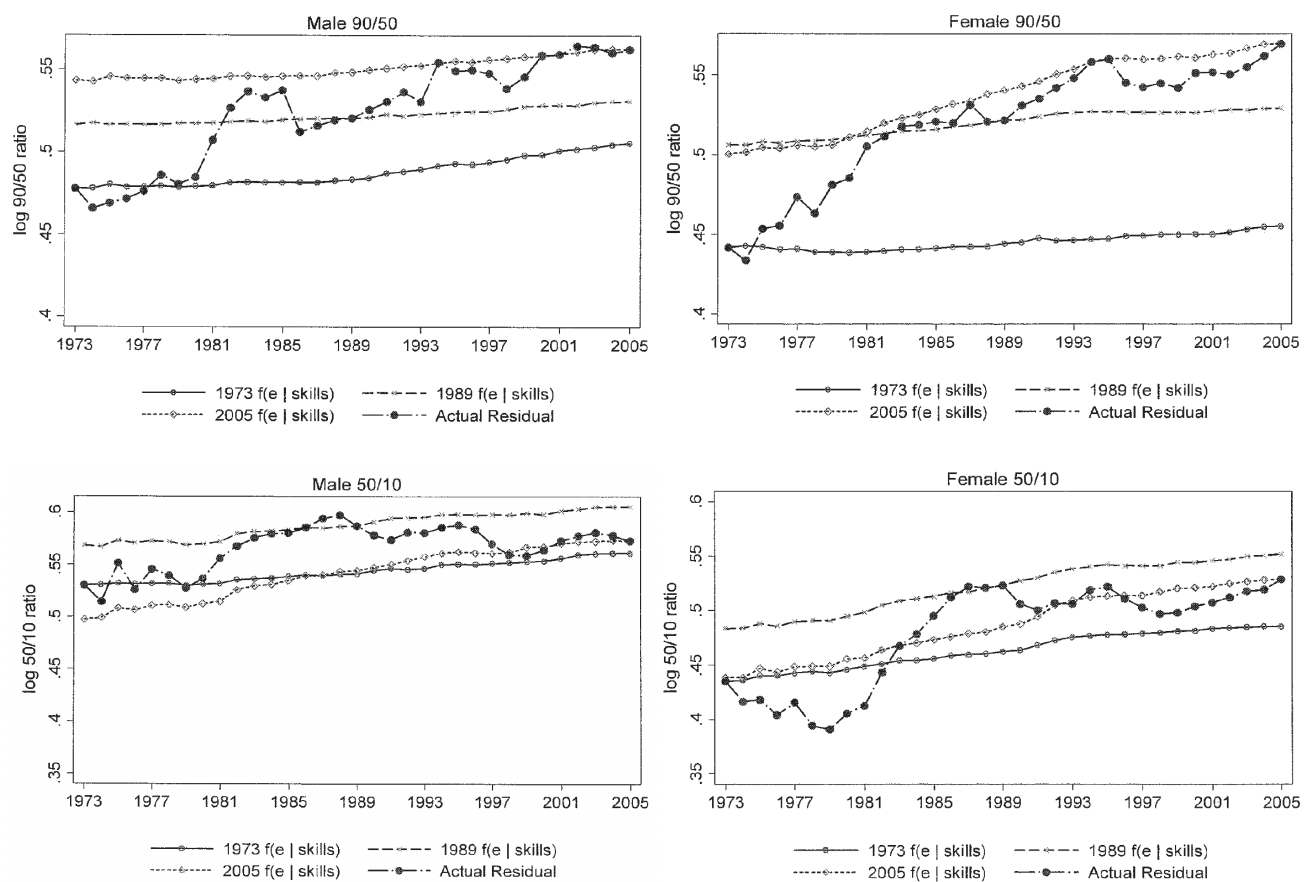 Male 90/50
log 90/50 ratio
.55
.5
.45
.4
1973 1977 1981 1985 1989 1993 1997 2001 2005
1973 f(e | skills) 1989 f(e | skills)
2005 f(e | skills) Actual Residual
Female 90/50
log 90/50 ratio
.55
.5
.45
.4
1973 1977 1981 1985 1989 1993 1997 2001 2005
1973 f(e | skills) 1989 f(e | skills)
2005 f(e | skills) Actual Residual
Male 50/10
log 50/10 ratio
.6
.55
.5
.45
.4
.35
1973 1977 1981 1985 1989 1993 1997 2001 2005
1973 f(e | skills) 1989 f(e | skills)
2005 f(e | skills) Actual Residual
Female 50/10
log 50/10 ratio
.6
.55
.5
.45
.4
.35
1973 1977 1981 1985 1989 1993 1997 2001 2005
1973 f(e | skills) 1989 f(e | skills)
2005 f(e | skills) Actual Residual